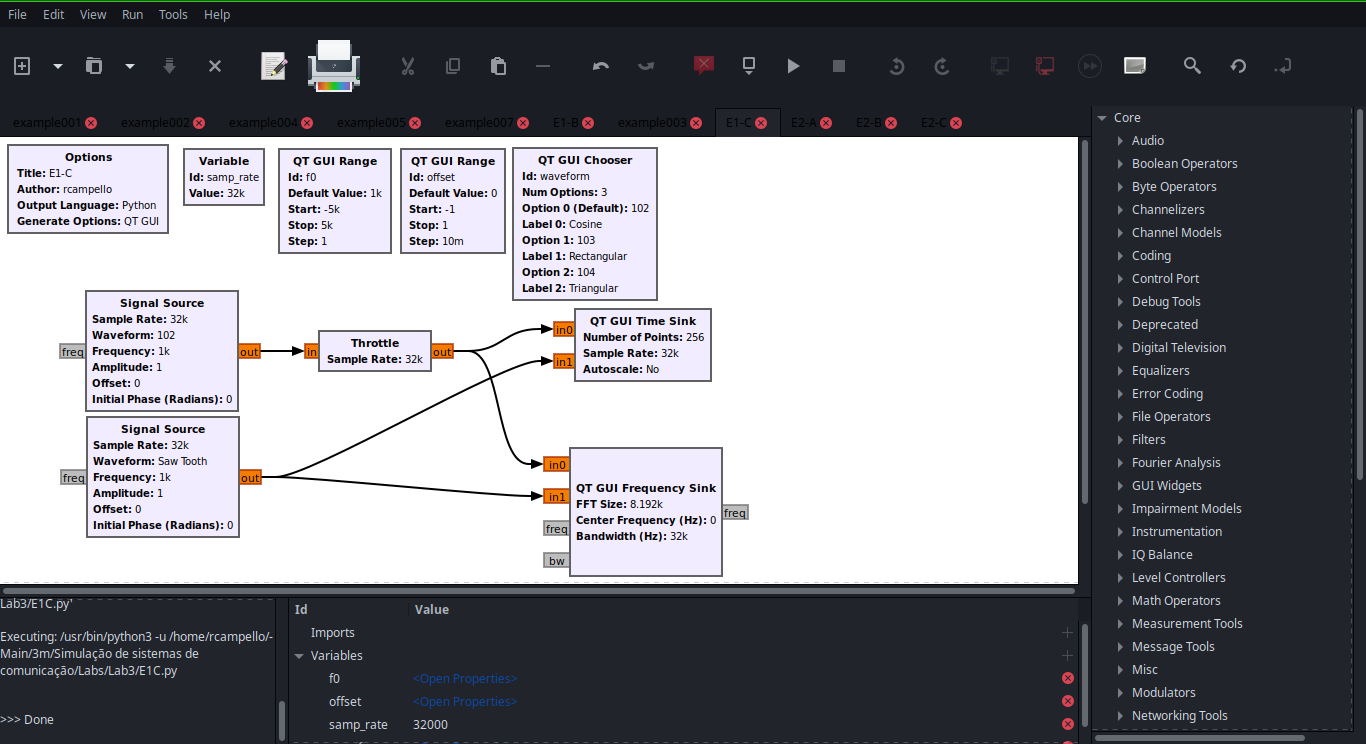 File Edit View Run Tools Help
example001 example002 example004 example005 example007 E1-B example003 E1-C E2-A E2-B E2-C
Options
Title: E1-C
Author: rcampello
Output Language: Python
Generate Options: QT GUI
Variable
Id: samp_rate
Value: 32k
QT GUI Range
Id: f0
Default Value: 1k
Start: -5k
Stop: 5k
Step: 1
QT GUI Range
Id: offset
Default Value: 0
Start: -1
Stop: 1
Step: 10m
QT GUI Chooser
Id: waveform
Num Options: 3
Option 0 (Default): 102
Label 0: Cosine
Option 1: 103
Label 1: Rectangular
Option 2: 104
Label 2: Triangular
Signal Source
Sample Rate: 32k
Waveform: 102
Frequency: 1k
Amplitude: 1
Offset: 0
Initial Phase (Radians): 0
freq
out
in
Throttle
Sample Rate: 32k
out
in0
in1
QT GUI Time Sink
Number of Points: 256
Sample Rate: 32k
Autoscale: No
Signal Source
Sample Rate: 32k
Waveform: Saw Tooth
Frequency: 1k
Amplitude: 1
Offset: 0
Initial Phase (Radians): 0
freq
out
in0
in1
freq
bw
QT GUI Frequency Sink
FFT Size: 8.192k
Center Frequency (Hz): 0
Bandwidth (Hz): 32k
freq
Core
Audio
Boolean Operators
Byte Operators
Channelizers
Channel Models
Coding
Control Port
Debug Tools
Deprecated
Digital Television
Equalizers
Error Coding
File Operators
Filters
Fourier Analysis
GUI Widgets
Impairment Models
Instrumentation
IQ Balance
Level Controllers
Math Operators
Measurement Tools
Message Tools
Misc
Modulators
Networking Tools
Lab3/E1C.py'
Executing: /usr/bin/python3 -u /home/rcampello/-
Main/3m/Simulação de sistemas de
comunicação/Labs/Lab3/E1C.py
>>> Done
Id Value
Imports
Variables
f0 <Open Properties>
offset <Open Properties>
samp_rate 32000